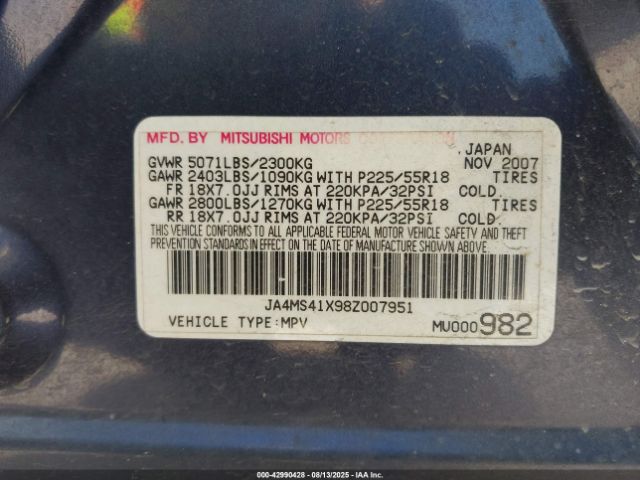 MFD. BY MITSUBISHI MOTORS CORPORATION
, JAPAN
GVWR 5071LBS/2300KG NOV 2007
GAWR 2403LBS/1090KG WITH P225/55R18 TIRES
FR 18X7.0JJ RIMS AT 220KPA/32PSI COLD.
GAWR 2800LBS/1270KG WITH P225/55R18 TIRES
RR 18X7.0JJ RIMS AT 220KPA/32PSI COLD.
THIS VEHICLE CONFORMS TO ALL APPLICABLE FEDERAL MOTOR VEHICLE SAFETY AND THEFT
PREVENTION STANDARDS IN EFFECT ON THE DATE OF MANUFACTURE SHOWN ABOVE.
JA4MS41X98Z007951
VEHICLE TYPE:MPV MU000982
000-42990428 - 08/13/2025 - IAA Inc.